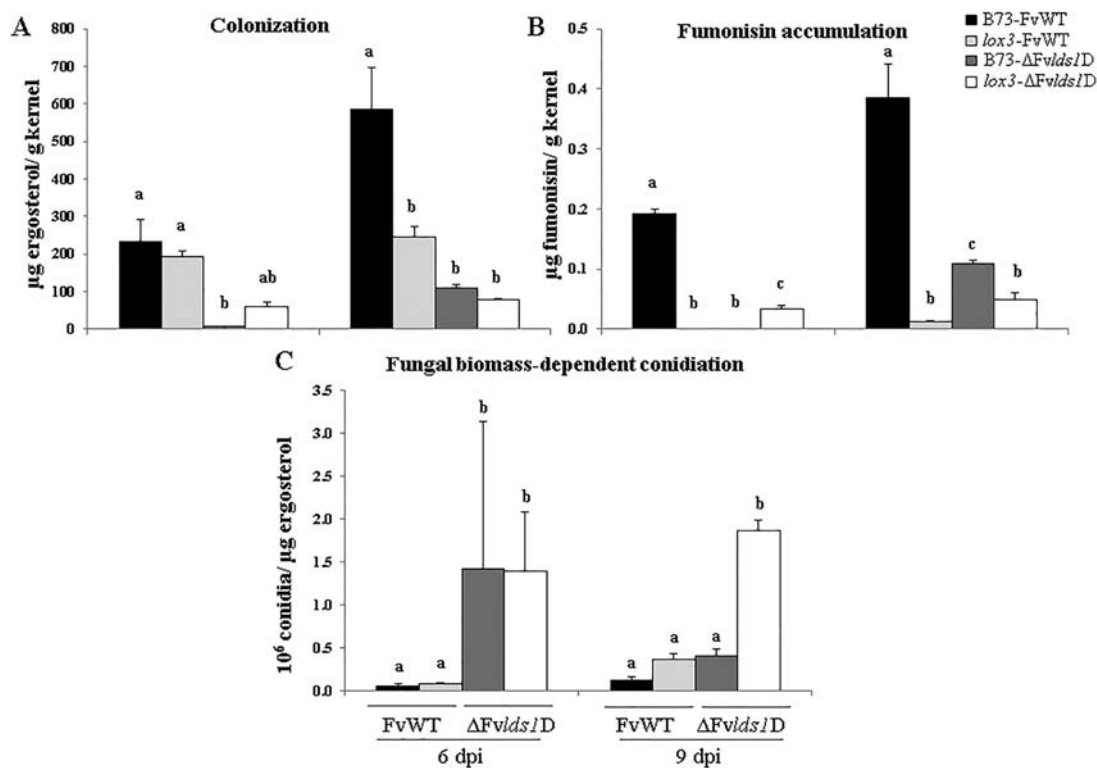 A
Colonization
µg ergosterol/ g kernel
800
700
600
500
400
300
200
100
0
a
a
b
ab
a
b
b
b
B
Fumonisin accumulation
µg fumonisin/ g kernel
0.5
0.4
0.3
0.2
0.1
0.0
a
b
b
c
a
b
c
b
B73-FvWT
lox3-FvWT
B73-ΔFvlds1D
lox3-ΔFvlds1D
C
Fungal biomass-dependent conidiation
10⁶ conidia/ µg ergosterol
3.5
3.0
2.5
2.0
1.5
1.0
0.5
0.0
a
a
b
b
a
a
a
b
FvWT ΔFvlds1D FvWT ΔFvlds1D
6 dpi 9 dpi